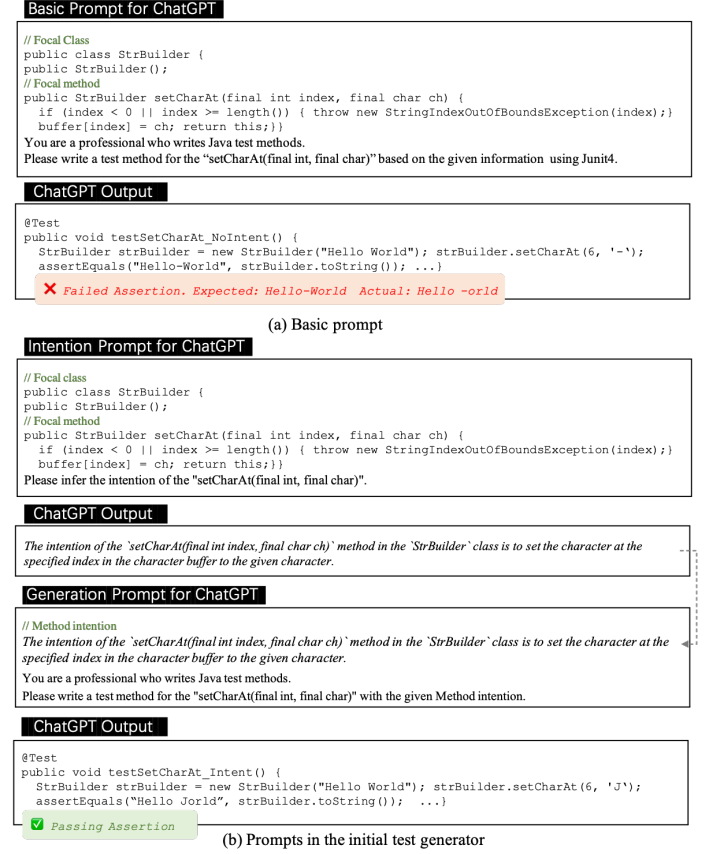 Basic Prompt for ChatGPT
// Focal Class
public class StrBuilder {
public StrBuilder();
// Focal method
public StrBuilder setCharAt(final int index, final char ch) {
if (index < 0 || index >= length()) { throw new StringIndexOutOfBoundsException(index);}
buffer[index] = ch; return this;}}
You are a professional who writes Java test methods.
Please write a test method for the “setCharAt(final int, final char)” based on the given information using Junit4.
ChatGPT Output
@Test
public void testSetCharAt_NoIntent() {
StrBuilder strBuilder = new StrBuilder("Hello World"); strBuilder.setCharAt(6, '-‘);
assertEquals("Hello-World", strBuilder.toString()); ...}
Failed Assertion. Expected: Hello-World Actual: Hello -orld
(a) Basic prompt
Intention Prompt for ChatGPT
// Focal class
public class StrBuilder {
public StrBuilder();
// Focal method
public StrBuilder setCharAt(final int index, final char ch) {
if (index < 0 || index >= length()) { throw new StringIndexOutOfBoundsException(index);}
buffer[index] = ch; return this;}}
Please infer the intention of the "setCharAt(final int, final char)".
ChatGPT Output
The intention of the `setCharAt(final int index, final char ch)` method in the `StrBuilder` class is to set the character at the
specified index in the character buffer to the given character.
Generation Prompt for ChatGPT
// Method intention
The intention of the `setCharAt(final int index, final char ch)` method in the `StrBuilder` class is to set the character at the
specified index in the character buffer to the given character.
You are a professional who writes Java test methods.
Please write a test method for the "setCharAt(final int, final char)" with the given Method intention.
ChatGPT Output
@Test
public void testSetCharAt_Intent() {
StrBuilder strBuilder = new StrBuilder("Hello World"); strBuilder.setCharAt(6, 'J‘);
assertEquals(“Hello Jorld”, strBuilder.toString()); ...}
Passing Assertion
(b) Prompts in the initial test generator